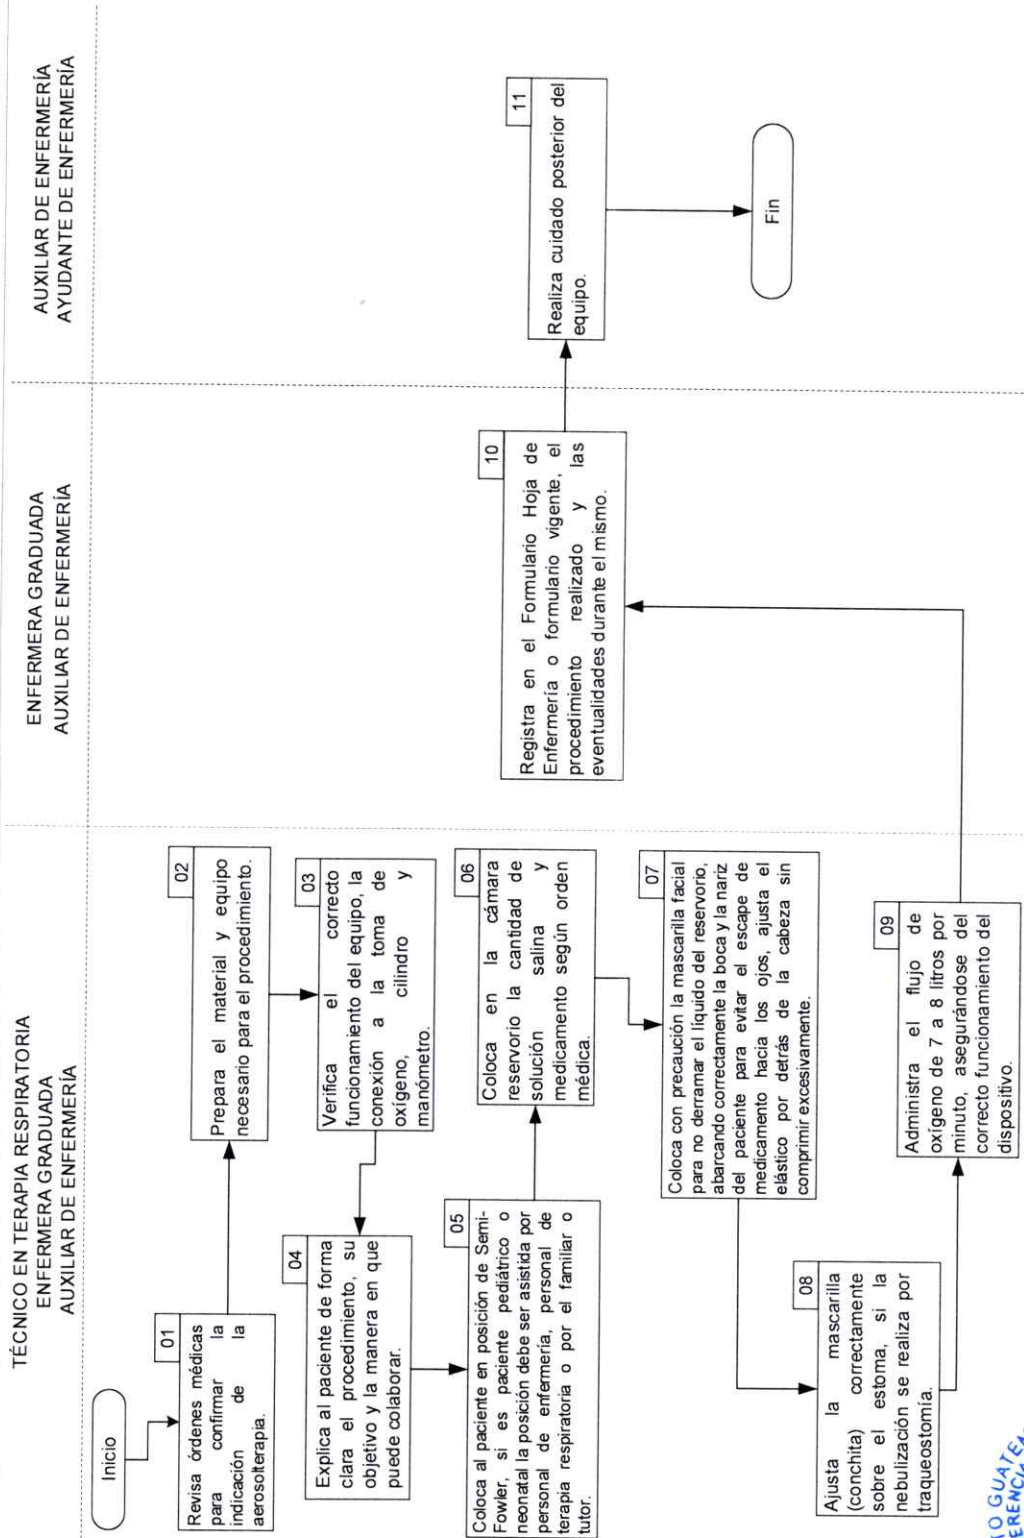 TÉCNICO EN TERAPIA RESPIRATORIA
ENFERMERA GRADUADA
AUXILIAR DE ENFERMERÍA
Inicio
01
Revisa órdenes médicas
para confirmar la
indicación de la
aerosolterapia.
02
Prepara el material y equipo
necesario para el procedimiento.
03
Verifica el correcto
funcionamiento del equipo, la
conexión a la toma de
oxígeno, cilindro y
manómetro.
04
Explica al paciente de forma
clara el procedimiento, su
objetivo y la manera en que
puede colaborar.
05
Coloca al paciente en posición de Semi-
Fowler, si es paciente pediátrico o
neonatal la posición debe ser asistida por
personal de enfermería, personal de
terapia respiratoria o por el familiar o
tutor.
06
Coloca en la cámara
reservorio la cantidad de
solución salina y
medicamento según orden
médica.
07
Coloca con precaución la mascarilla facial
para no derramar el líquido del reservorio,
abarcando correctamente la boca y la nariz
del paciente para evitar el escape de
medicamento hacia los ojos, ajusta el
elástico por detrás de la cabeza sin
comprimir excesivamente.
08
Ajusta la mascarilla
(conchita) correctamente
sobre el estoma, si la
nebulización se realiza por
traqueostomía.
09
Administra el flujo de
oxígeno de 7 a 8 litros por
minuto, asegurándose del
correcto funcionamiento del
dispositivo.
ENFERMERA GRADUADA
AUXILIAR DE ENFERMERÍA
10
Registra en el Formulario Hoja de
Enfermería o formulario vigente, el
procedimiento realizado y las
eventualidades durante el mismo.
AUXILIAR DE ENFERMERÍA
AYUDANTE DE ENFERMERÍA
11
Realiza cuidado posterior del
equipo.
Fin